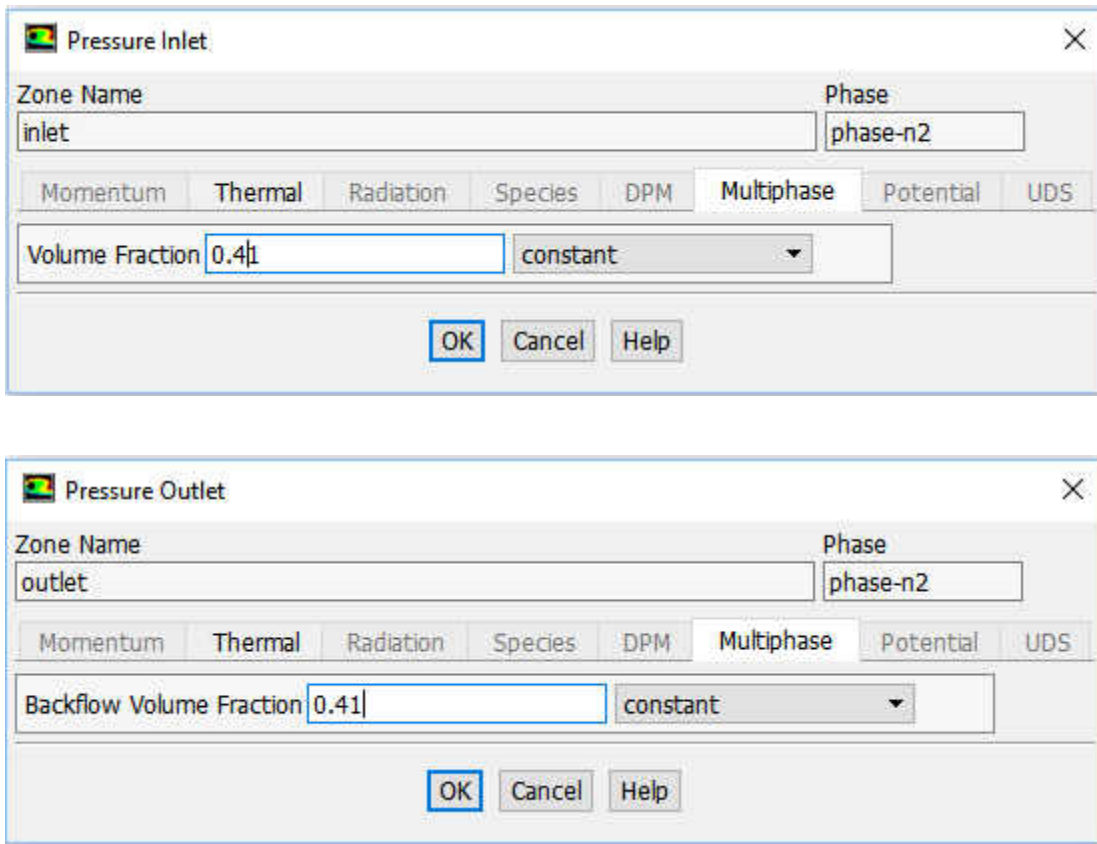 Pressure Inlet
Zone Name Phase
inlet phase-n2
Momentum Thermal Radiation Species DPM Multiphase Potential UDS
Volume Fraction 0.41 constant
OK Cancel Help
Pressure Outlet
Zone Name Phase
outlet phase-n2
Momentum Thermal Radiation Species DPM Multiphase Potential UDS
Backflow Volume Fraction 0.41 constant
OK Cancel Help